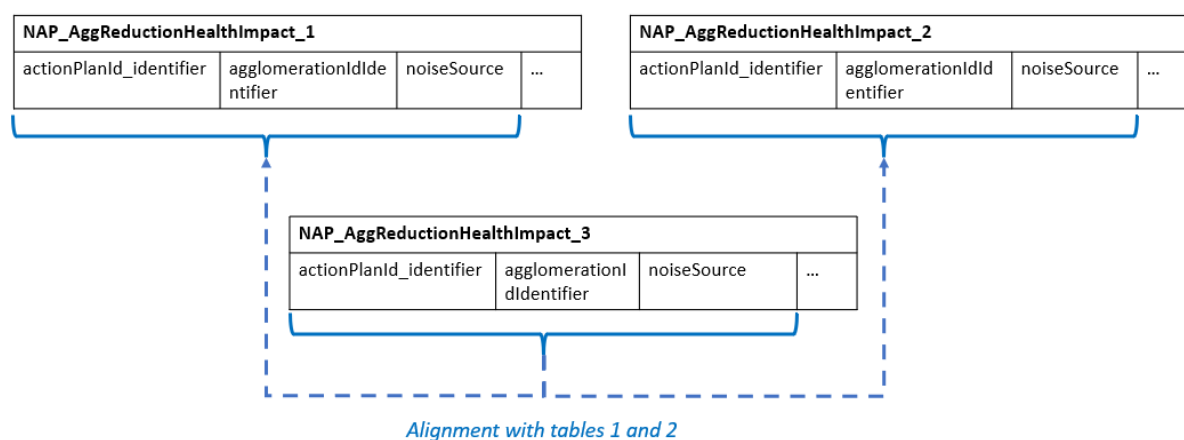 NAP_AggReductionHealthImpact_1
actionPlanId_identifier
agglomerationIdIde
ntifier
noiseSource
...
NAP_AggReductionHealthImpact_2
actionPlanId_identifier
agglomerationIdId
entifier
noiseSource
...
NAP_AggReductionHealthImpact_3
actionPlanId_identifier
agglomerationI
dIdentifier
noiseSource
...
Alignment with tables 1 and 2